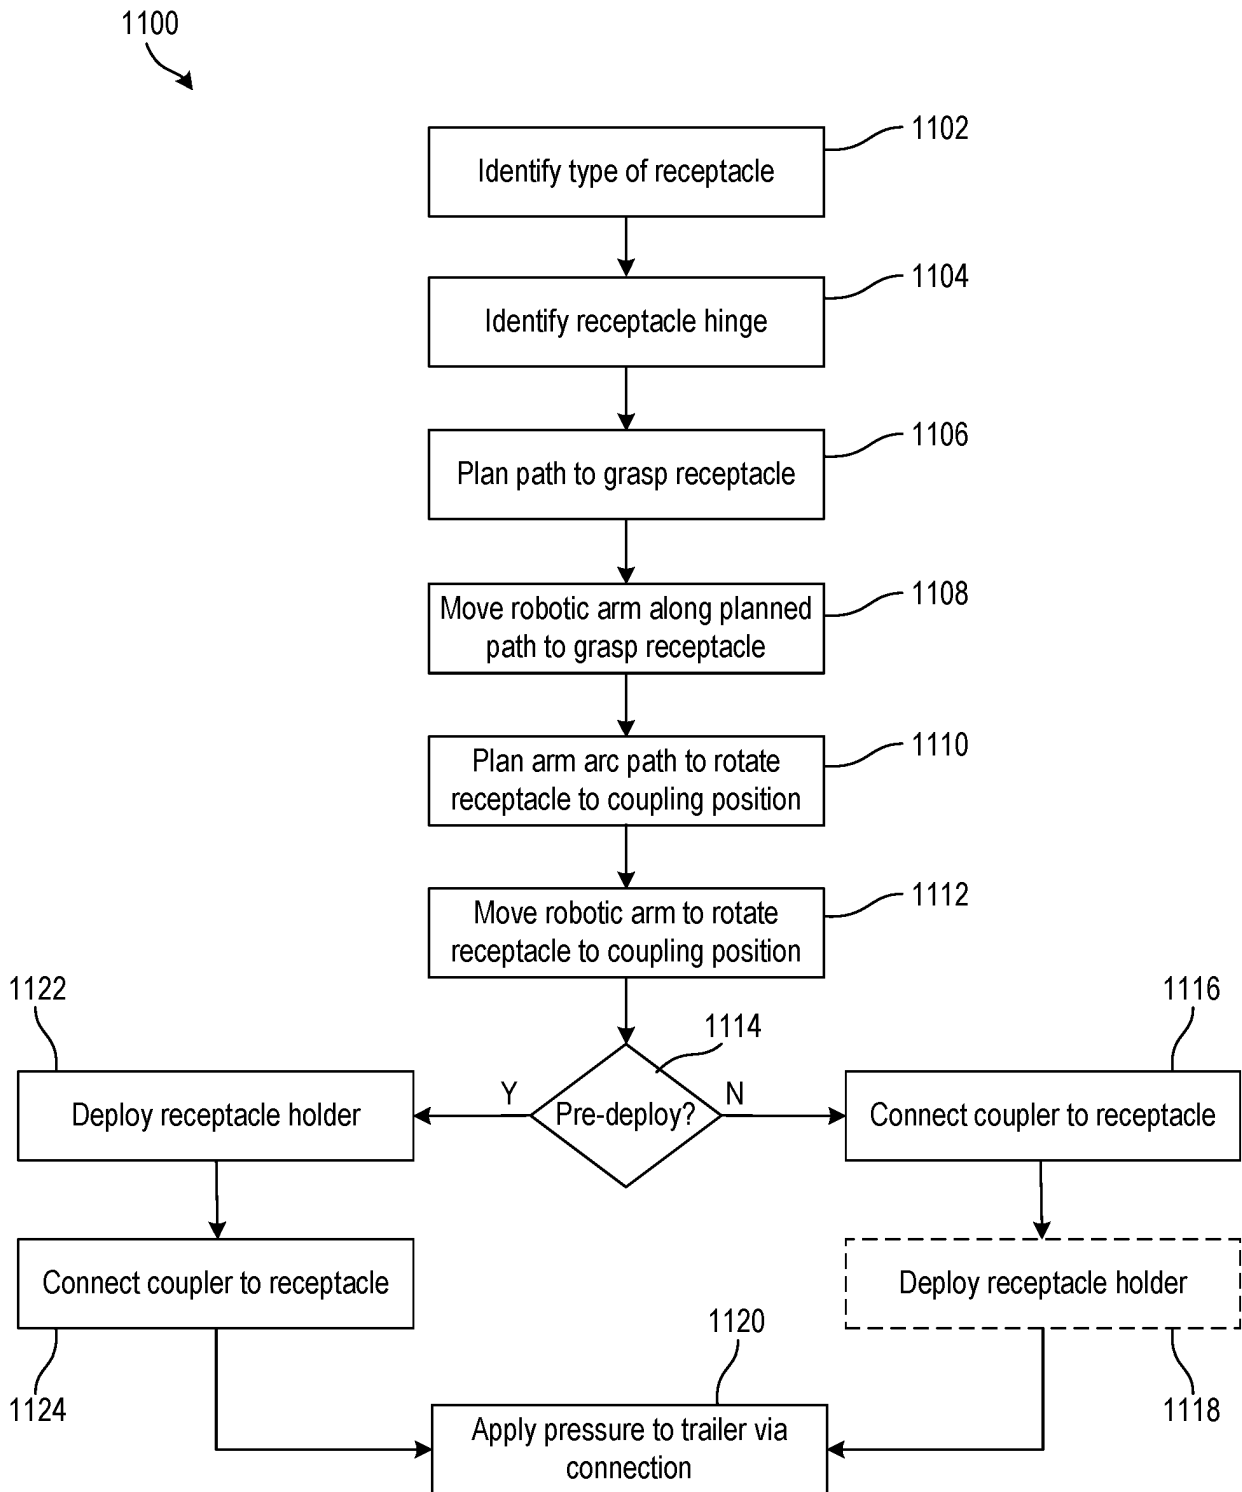 1100
1102
Identify type of receptacle
1104
Identify receptacle hinge
1106
Plan path to grasp receptacle
1108
Move robotic arm along planned
path to grasp receptacle
1110
Plan arm arc path to rotate
receptacle to coupling position
1112
Move robotic arm to rotate
receptacle to coupling position
1122
1114
1116
Deploy receptacle holder
Y
Pre-deploy?
N
Connect coupler to receptacle
Connect coupler to receptacle
Deploy receptacle holder
1124
1120
1118
Apply pressure to trailer via
connection